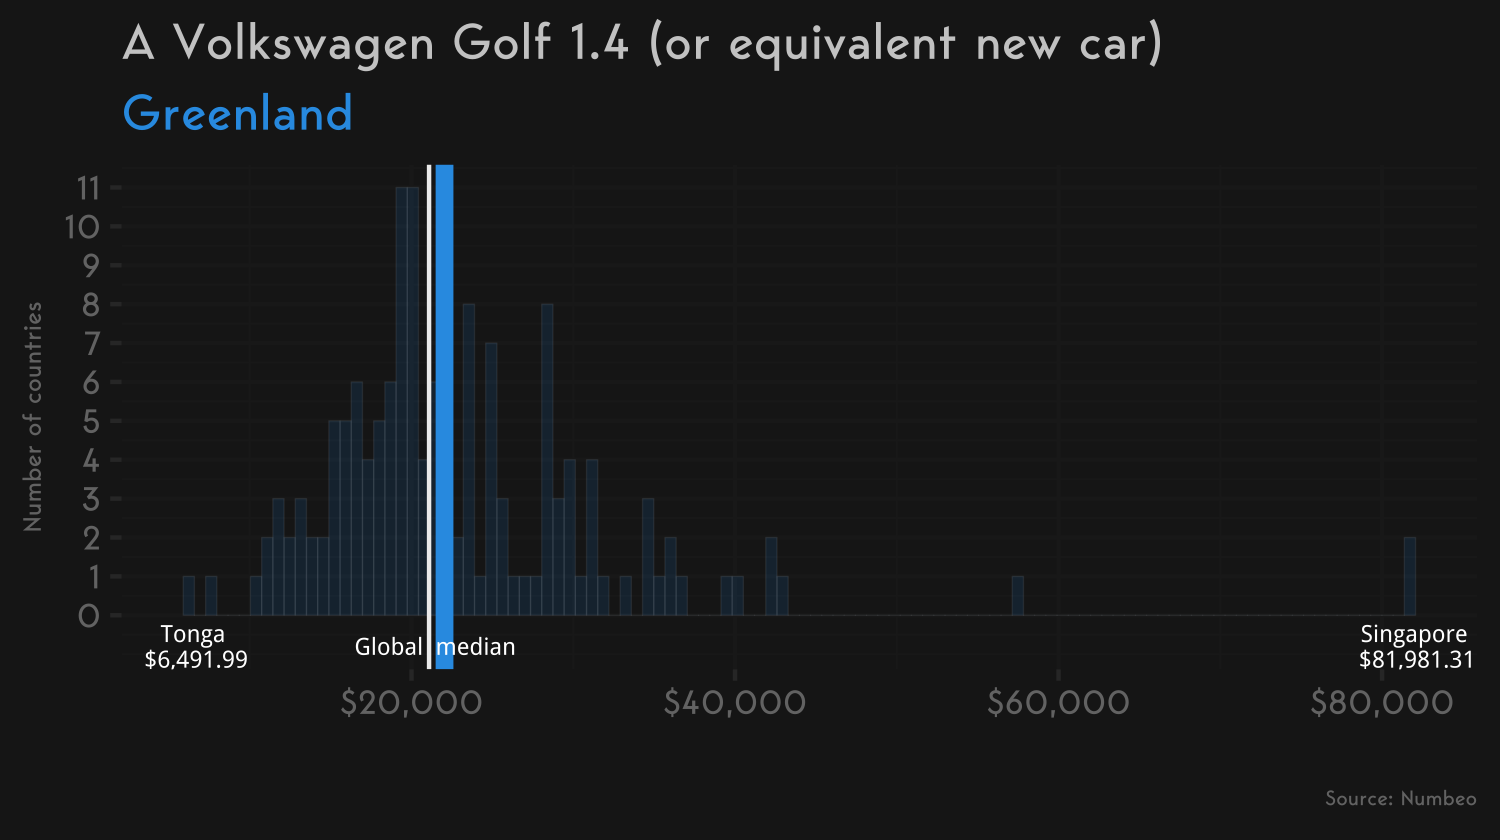 A Volkswagen Golf 1.4 (or equivalent new car)
Greenland
Number of countries
11
10
9
8
7
6
5
4
3
2
1
0
Tonga
$6,491.99
Global median
Singapore
$81,981.31
$20,000
$40,000
$60,000
$80,000
Source: Numbeo